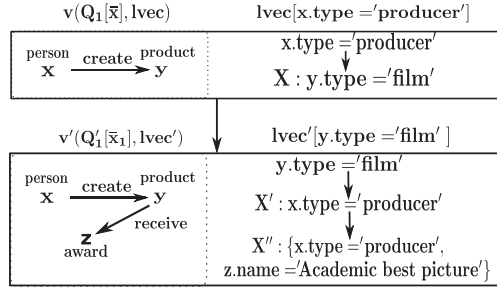 v(Q₁[x̄], lvec) lvec[x.type ='producer']
person product x.type ='producer'
create
x y X : y.type ='film'
v'(Q'₁[x̄₁], lvec') lvec'[y.type ='film' ]
person product y.type ='film'
create
x y X' : x.type ='producer'
receive
z X'' : {x.type ='producer',
award z.name ='Academic best picture'}